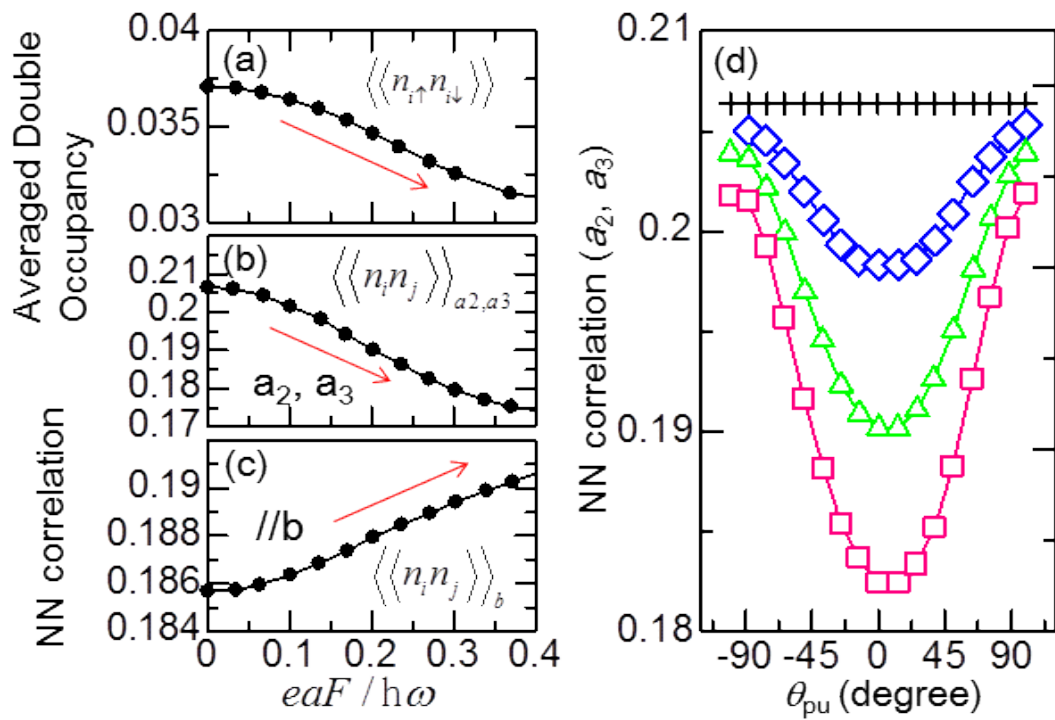 Averaged Double
Occupancy
NN correlation
0.04
0.035
0.03
(a)
⟨⟨n_{i↑} n_{i↓}⟩⟩
0.21
0.2
0.19
0.18
0.17
(b)
⟨⟨n_i n_j⟩⟩_{a2,a3}
a₂, a₃
0.19
0.188
0.186
0.184
(c)
//b
⟨⟨n_i n_j⟩⟩_b
0 0.1 0.2 0.3 0.4
eaF / hω
NN correlation (a₂, a₃)
0.21
0.2
0.19
0.18
(d)
-90 -45 0 45 90
θ_pu (degree)